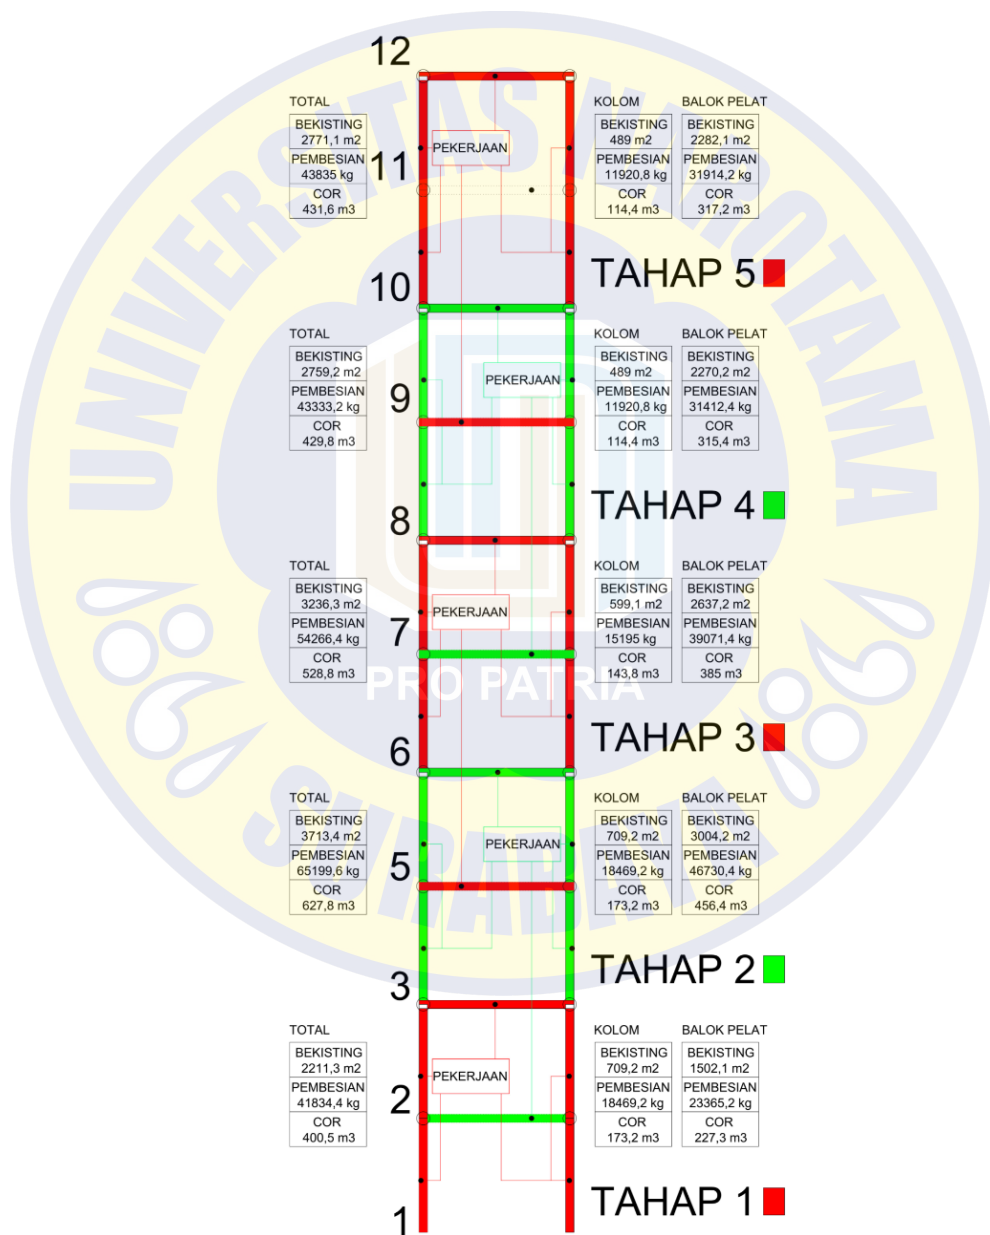 UNIVERSITAS NAROTAMA
SURABAYA
PRO PATRIA
12
TOTAL
BEKISTING
2771,1 m2
PEMBESIAN
43835 kg
COR
431,6 m3
11
PEKERJAAN
KOLOM
BEKISTING
489 m2
PEMBESIAN
11920,8 kg
COR
114,4 m3
BALOK PELAT
BEKISTING
2282,1 m2
PEMBESIAN
31914,2 kg
COR
317,2 m3
TAHAP 5
10
TOTAL
BEKISTING
2759,2 m2
PEMBESIAN
43333,2 kg
COR
429,8 m3
9
PEKERJAAN
KOLOM
BEKISTING
489 m2
PEMBESIAN
11920,8 kg
COR
114,4 m3
BALOK PELAT
BEKISTING
2270,2 m2
PEMBESIAN
31412,4 kg
COR
315,4 m3
TAHAP 4
8
TOTAL
BEKISTING
3236,3 m2
PEMBESIAN
54266,4 kg
COR
528,8 m3
7
PEKERJAAN
KOLOM
BEKISTING
599,1 m2
PEMBESIAN
15195 kg
COR
143,8 m3
BALOK PELAT
BEKISTING
2637,2 m2
PEMBESIAN
39071,4 kg
COR
385 m3
TAHAP 3
6
TOTAL
BEKISTING
3713,4 m2
PEMBESIAN
65199,6 kg
COR
627,8 m3
5
PEKERJAAN
KOLOM
BEKISTING
709,2 m2
PEMBESIAN
18469,2 kg
COR
173,2 m3
BALOK PELAT
BEKISTING
3004,2 m2
PEMBESIAN
46730,4 kg
COR
456,4 m3
TAHAP 2
3
TOTAL
BEKISTING
2211,3 m2
PEMBESIAN
41834,4 kg
COR
400,5 m3
2
PEKERJAAN
KOLOM
BEKISTING
709,2 m2
PEMBESIAN
18469,2 kg
COR
173,2 m3
BALOK PELAT
BEKISTING
1502,1 m2
PEMBESIAN
23365,2 kg
COR
227,3 m3
TAHAP 1
1